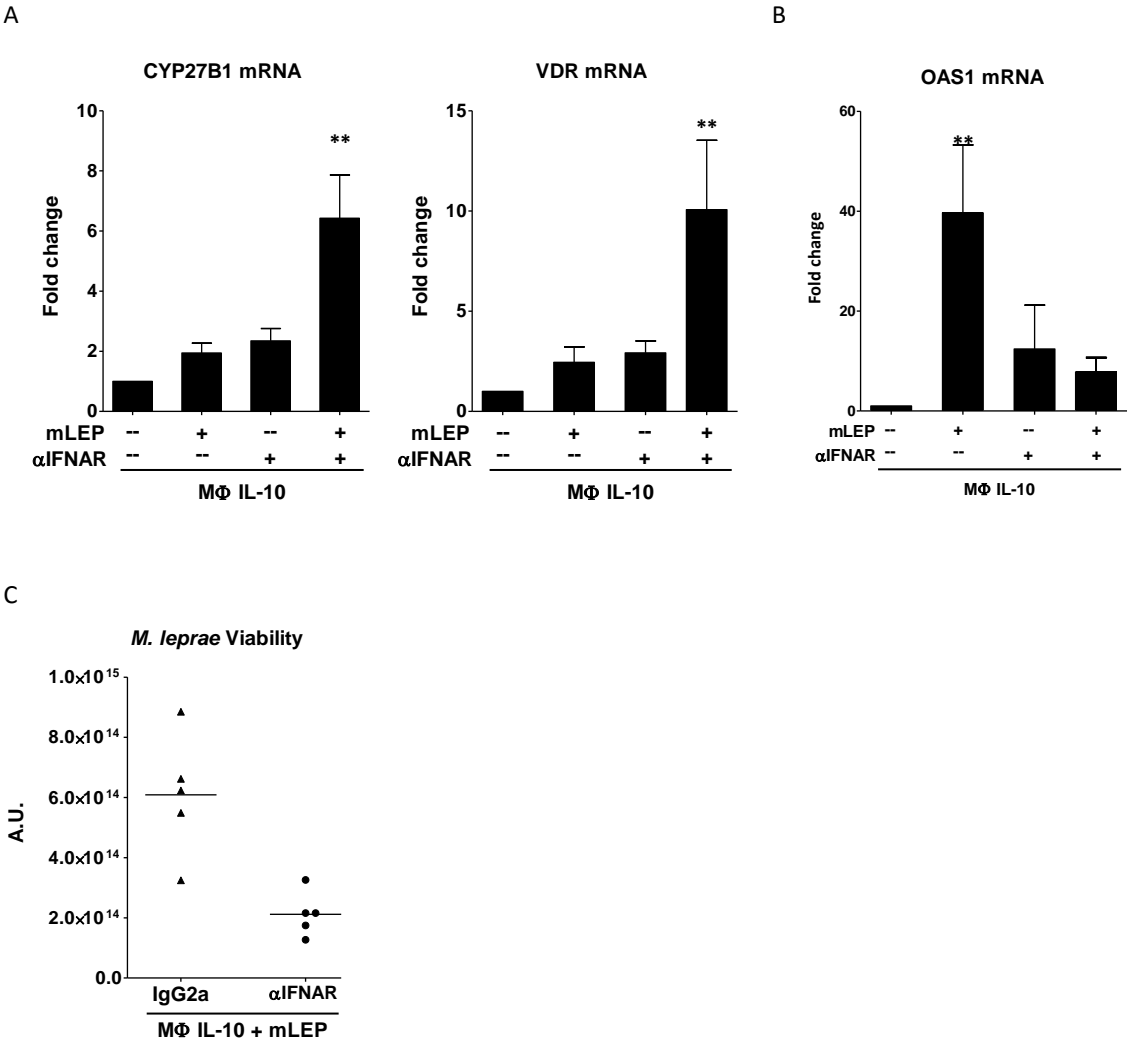 A
B
CYP27B1 mRNA
VDR mRNA
OAS1 mRNA
Fold change
10
8
6
4
2
0
**
mLEP -- + -- +
αIFNAR -- -- + +
MΦ IL-10
Fold change
15
10
5
0
**
mLEP -- + -- +
αIFNAR -- -- + +
MΦ IL-10
Fold change
60
40
20
0
**
mLEP -- + -- +
αIFNAR -- -- + +
MΦ IL-10
C
M. leprae Viability
A.U.
1.0×10 15
8.0×10 14
6.0×10 14
4.0×10 14
2.0×10 14
0.0
IgG2a αIFNAR
MΦ IL-10 + mLEP